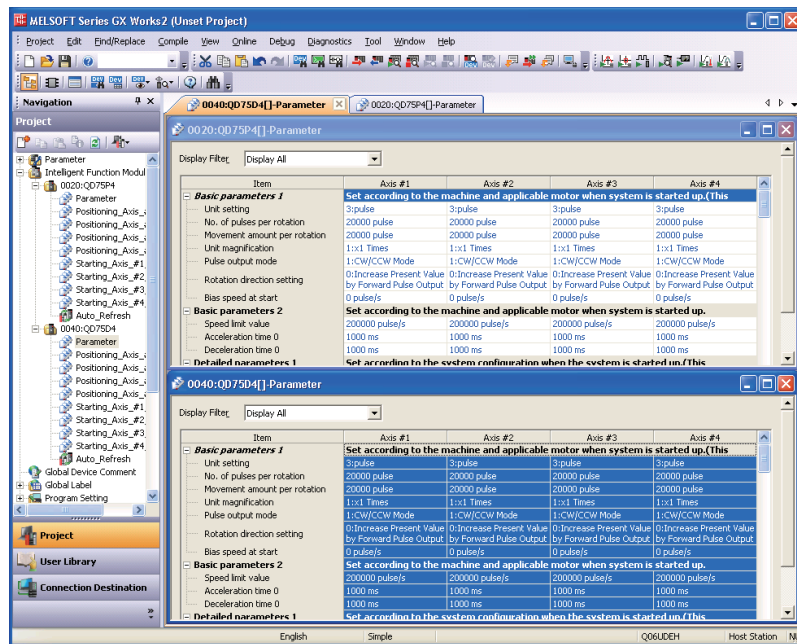 MELSOFT Series GX Works2 (Unset Project)
Project Edit Find/Replace Compile View Online Debug Diagnostics Tool Window Help
Navigation
0040:QD75D4[]-Parameter
0020:QD75P4[]-Parameter
Project
Parameter
Intelligent Function Modul
0020:QD75P4
Parameter
Positioning_Axis_
Positioning_Axis_
Positioning_Axis_
Positioning_Axis_
Starting_Axis_#1
Starting_Axis_#2
Starting_Axis_#3
Starting_Axis_#4
Auto_Refresh
0040:QD75D4
Parameter
Positioning_Axis_
Positioning_Axis_
Positioning_Axis_
Positioning_Axis_
Starting_Axis_#1
Starting_Axis_#2
Starting_Axis_#3
Starting_Axis_#4
Auto_Refresh
Global Device Comment
Global Label
Program Setting
Project
User Library
Connection Destination
0020:QD75P4[]-Parameter
Display Filter Display All
Item Axis #1 Axis #2 Axis #3 Axis #4
Basic parameters 1 Set according to the machine and applicable motor when system is started up.(This
Unit setting 3:pulse 3:pulse 3:pulse 3:pulse
No. of pulses per rotation 20000 pulse 20000 pulse 20000 pulse 20000 pulse
Movement amount per rotation 20000 pulse 20000 pulse 20000 pulse 20000 pulse
Unit magnification 1:x1 Times 1:x1 Times 1:x1 Times 1:x1 Times
Pulse output mode 1:CW/CCW Mode 1:CW/CCW Mode 1:CW/CCW Mode 1:CW/CCW Mode
Rotation direction setting 0:Increase Present Value 0:Increase Present Value 0:Increase Present Value 0:Increase Present Value
by Forward Pulse Output by Forward Pulse Output by Forward Pulse Output by Forward Pulse Output
Bias speed at start 0 pulse/s 0 pulse/s 0 pulse/s 0 pulse/s
Basic parameters 2 Set according to the machine and applicable motor when system is started up.
Speed limit value 200000 pulse/s 200000 pulse/s 200000 pulse/s 200000 pulse/s
Acceleration time 0 1000 ms 1000 ms 1000 ms 1000 ms
Deceleration time 0 1000 ms 1000 ms 1000 ms 1000 ms
Detailed parameters 1 Set according to the system configuration when the system is started up.(This
0040:QD75D4[]-Parameter
Display Filter Display All
Item Axis #1 Axis #2 Axis #3 Axis #4
Basic parameters 1 Set according to the machine and applicable motor when system is started up.(This
Unit setting 3:pulse 3:pulse 3:pulse 3:pulse
No. of pulses per rotation 20000 pulse 20000 pulse 20000 pulse 20000 pulse
Movement amount per rotation 20000 pulse 20000 pulse 20000 pulse 20000 pulse
Unit magnification 1:x1 Times 1:x1 Times 1:x1 Times 1:x1 Times
Pulse output mode 1:CW/CCW Mode 1:CW/CCW Mode 1:CW/CCW Mode 1:CW/CCW Mode
Rotation direction setting 0:Increase Present Value 0:Increase Present Value 0:Increase Present Value 0:Increase Present Value
by Forward Pulse Output by Forward Pulse Output by Forward Pulse Output by Forward Pulse Output
Bias speed at start 0 pulse/s 0 pulse/s 0 pulse/s 0 pulse/s
Basic parameters 2 Set according to the machine and applicable motor when system is started up.
Speed limit value 200000 pulse/s 200000 pulse/s 200000 pulse/s 200000 pulse/s
Acceleration time 0 1000 ms 1000 ms 1000 ms 1000 ms
Deceleration time 0 1000 ms 1000 ms 1000 ms 1000 ms
Detailed parameters 1 Set according to the system configuration when the system is started up.(This
English Simple Q06UDEH Host Station